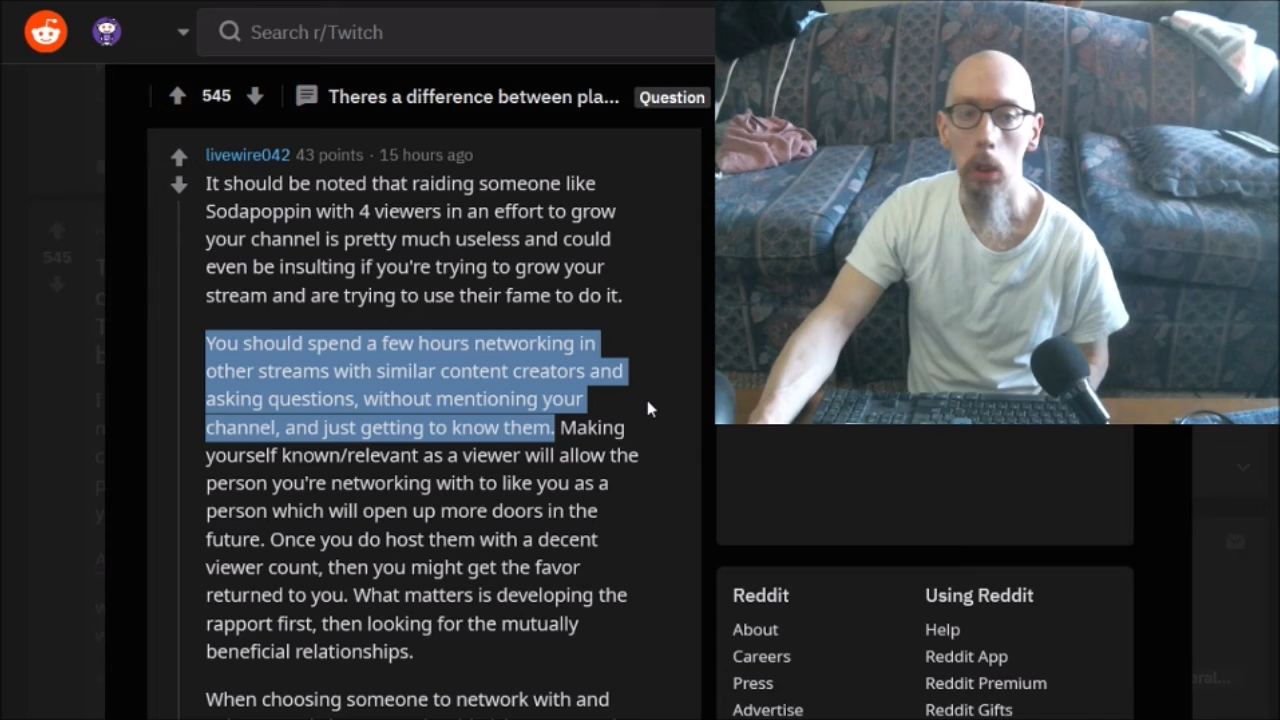 Search r/Twitch
545
Theres a difference between pla...
Question
livewire042 43 points · 15 hours ago
It should be noted that raiding someone like
Sodapoppin with 4 viewers in an effort to grow
your channel is pretty much useless and could
even be insulting if you're trying to grow your
stream and are trying to use their fame to do it.
You should spend a few hours networking in
other streams with similar content creators and
asking questions, without mentioning your
channel, and just getting to know them. Making
yourself known/relevant as a viewer will allow the
person you're networking with to like you as a
person which will open up more doors in the
future. Once you do host them with a decent
viewer count, then you might get the favor
returned to you. What matters is developing the
rapport first, then looking for the mutually
beneficial relationships.
When choosing someone to network with and
545
Reddit
About
Careers
Press
Advertise
Using Reddit
Help
Reddit App
Reddit Premium
Reddit Gifts